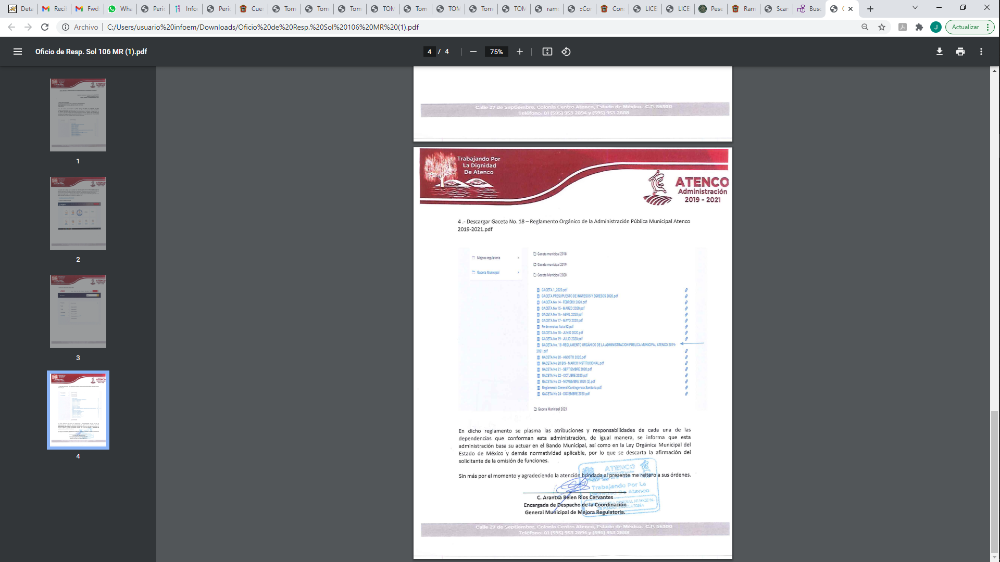 Deta
Recil
Fwd
Wha
Peric
Infoe
Peric
Cuer
Tom
Tom
Tom
TOM
Tom
TOM
Tom
TOM
ramo
::Cor
Con
LICE
LICE
Pese
Ram
Scar
Busc
Archivo
C:/Users/usuario%20infoem/Downloads/Oficio%20de%20Resp.%20Sol%20106%20MR%20(1).pdf
J
Actualizar
Oficio de Resp. Sol 106 MR (1).pdf
4 / 4
75%
1
2
3
4
Calle 27 de Septiembre, Colonia Centro Atenco, Estado de México. C.P. 56300
Teléfono: 01 (595) 953 2894 y (595) 953 2888
Trabajando Por
La Dignidad
De Atenco
ATENCO
Administración
2019 - 2021
4 .- Descargar Gaceta No. 18 – Reglamento Orgánico de la Administración Pública Municipal Atenco
2019-2021.pdf
Mejora regulatoria
Gaceta Municipal
Gaceta municipal 2018
Gaceta municipal 2019
Gaceta Municipal 2020
GACETA 1_2020.pdf
GACETA PRESUPUESTO DE INGRESOS Y EGRESOS 2020.pdf
GACETA No 14 - FEBRERO 2020.pdf
GACETA No 15 - MARZO 2020.pdf
GACETA No 16 - ABRIL 2020.pdf
GACETA No 17 - MAYO 2020.pdf
Fe de erratas Acta 62.pdf
GACETA No 18 - JUNIO 2020.pdf
GACETA No 19 - JULIO 2020.pdf
GACETA No. 18 -REGLAMENTO ORGÁNICO DE LA ADMINISTRACION PUBLICA MUNICIPAL ATENCO 2019-
2021.pdf
GACETA No 20 - AGOSTO 2020.pdf
GACETA No 20 BIS - MARCO INSTITUCIONAL.pdf
GACETA No 21 - SEPTIEMBRE 2020.pdf
GACETA No 22 - OCTUBRE 2020.pdf
GACETA No 23 - NOVIEMBRE 2020 (2).pdf
Reglamento General Contingencia Sanitaria.pdf
GACETA No 24 - DICIEMBRE 2020.pdf
Gaceta Municipal 2021
En dicho reglamento se plasma las atribuciones y responsabilidades de cada una de las
dependencias que conforman esta administración, de igual manera, se informa que esta
administración basa su actuar en el Bando Municipal, así como en la Ley Orgánica Municipal del
Estado de México y demás normatividad aplicable, por lo que se descarta la afirmación del
solicitante de la omisión de funciones.
Sin más por el momento y agradeciendo la atención brindada al presente me reitero a sus órdenes.
ATENCO
Trabajando Por La
Dignidad De Atenco
C. Arantxa Belen Rios Cervantes
Encargada de Despacho de la Coordinación
General Municipal de Mejora Regulatoria.
Calle 27 de Septiembre, Colonia Centro Atenco, Estado de México. C.P. 56300
Teléfono: 01 (595) 953 2894 y (595) 953 2888